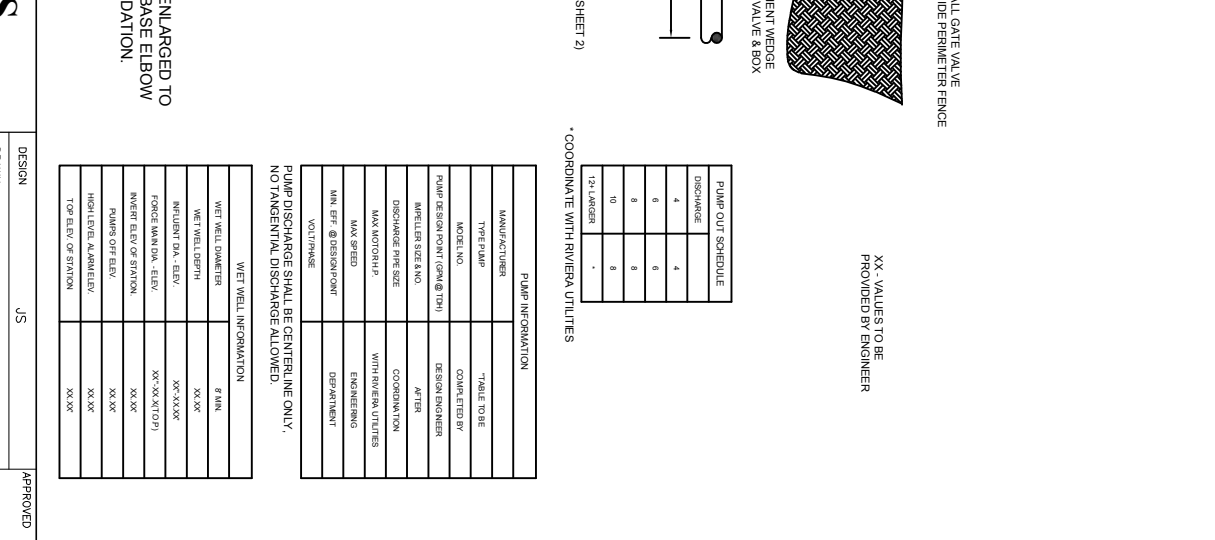 ALL GATE VALVE
IDE PERIMETER FENCE
XX - VALUES TO BE
PROVIDED BY ENGINEER
IENT WEDGE
VALVE & BOX
SHEET 2)
PUMP OUT SCHEDULE
DISCHARGE
4 4
6 6
8 8
10 8
12+ LARGER *
* COORDINATE WITH RIVIERA UTILITIES
PUMP INFORMATION
MANUFACTURER
TYPE PUMP "TABLE TO BE
MODEL NO. COMPLETED BY
PUMP DESIGN POINT (GPM @ TDH) DESIGN ENGINEER
IMPELLER SIZE & NO. AFTER
DISCHARGE PIPE SIZE COORDINATION
MAX MOTOR H.P. WITH RIVIERA UTILITIES
MAX SPEED ENGINEERING
MIN. EFF. @ DESIGN POINT DEPARTMENT
VOLT/PHASE
PUMP DISCHARGE SHALL BE CENTERLINE ONLY,
NO TANGENTIAL DISCHARGE ALLOWED.
WET WELL INFORMATION
WET WELL DIAMETER 8' MIN.
WET WELL DEPTH XX.XX'
INFLUENT DIA. - ELEV. XX"-XX.XX'
FORCE MAIN DIA. - ELEV. XX"-XX.X(T.O.P)
INVERT ELEV OF STATION. XX.XX'
PUMPS OFF ELEV. XX.XX'
HIGH LEVEL ALARM ELEV. XX.XX'
TOP ELEV. OF STATION XX.XX'
ENLARGED TO
BASE ELBOW
DATION.
DESIGN
JS
APPROVED
S